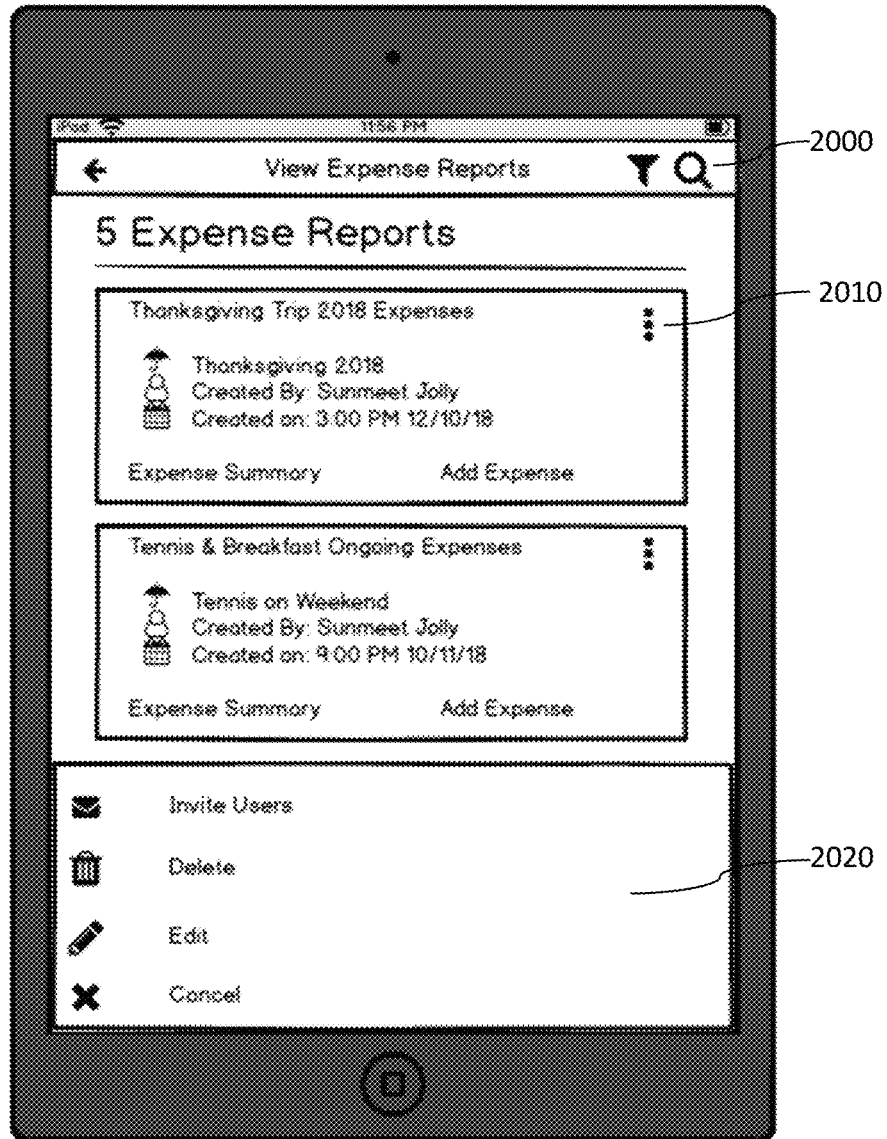 iPod 11:56 PM
2000
View Expense Reports
5 Expense Reports
2010
Thanksgiving Trip 2018 Expenses
Thanksgiving 2018
Created By: Sunmeet Jolly
Created on: 3:00 PM 12/10/18
Expense Summary Add Expense
Tennis & Breakfast Ongoing Expenses
Tennis on Weekend
Created By: Sunmeet Jolly
Created on: 9:00 PM 10/11/18
Expense Summary Add Expense
Invite Users
Delete
2020
Edit
Cancel